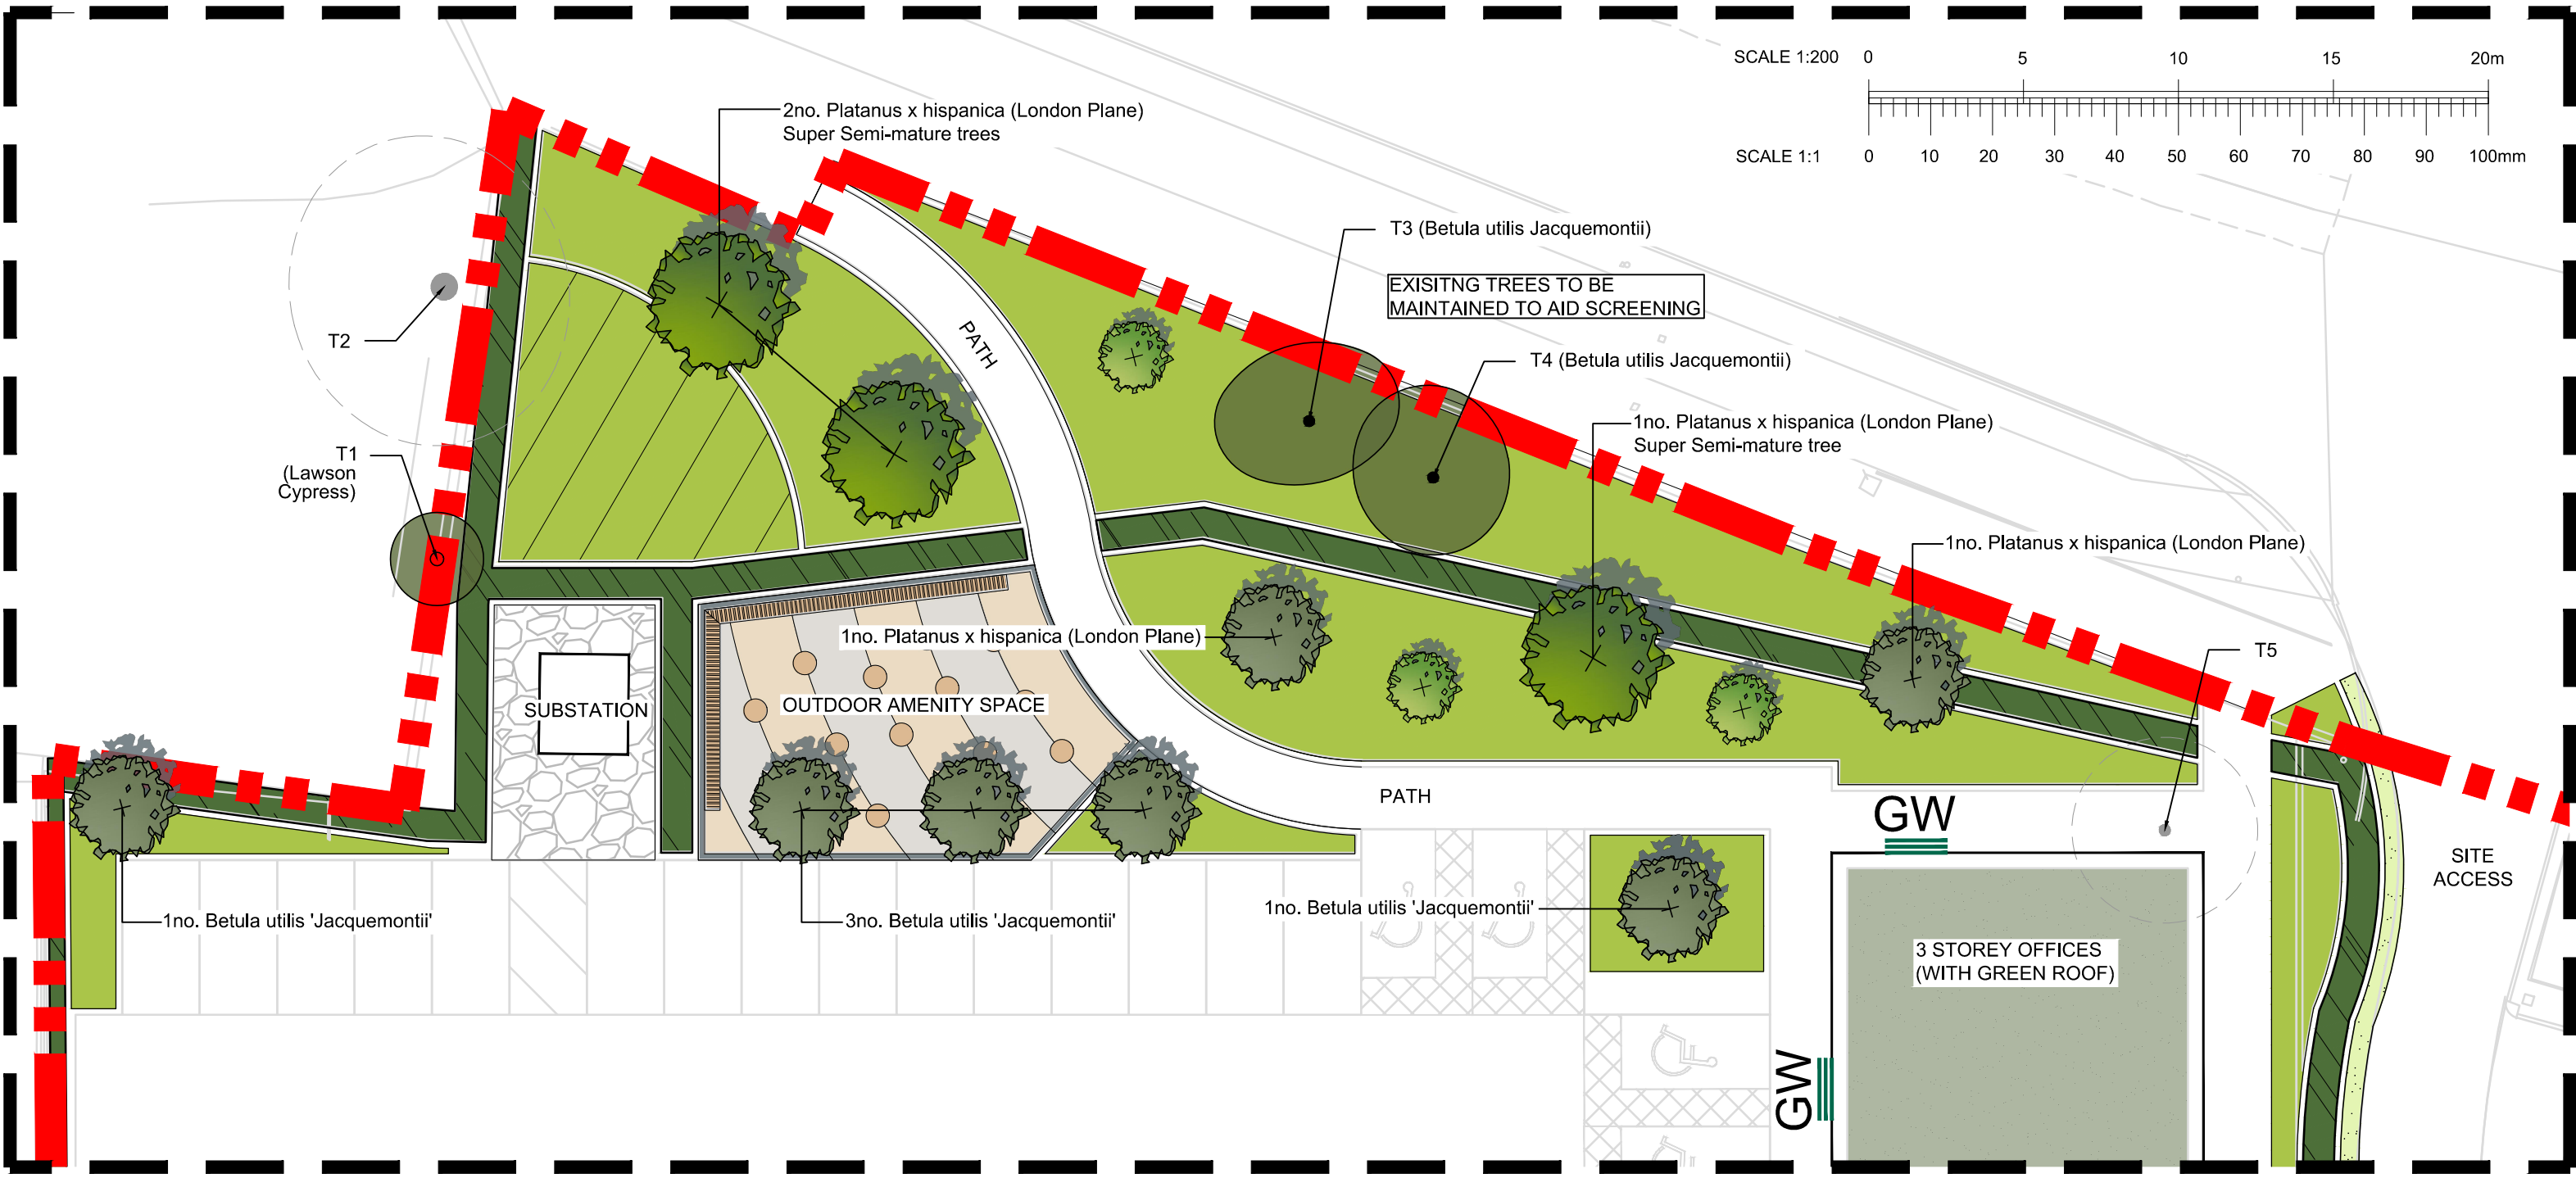 SCALE 1:200 0 5 10 15 20m
SCALE 1:1 0 10 20 30 40 50 60 70 80 90 100mm
2no. Platanus x hispanica (London Plane)
Super Semi-mature trees
T3 (Betula utilis Jacquemontii)
EXISITNG TREES TO BE
MAINTAINED TO AID SCREENING
T2
PATH
T4 (Betula utilis Jacquemontii)
1no. Platanus x hispanica (London Plane)
Super Semi-mature tree
T1
(Lawson
Cypress)
1no. Platanus x hispanica (London Plane)
1no. Platanus x hispanica (London Plane)
T5
SUBSTATION
OUTDOOR AMENITY SPACE
PATH
GW
SITE
ACCESS
1no. Betula utilis 'Jacquemontii'
3no. Betula utilis 'Jacquemontii'
1no. Betula utilis 'Jacquemontii'
3 STOREY OFFICES
(WITH GREEN ROOF)
GW